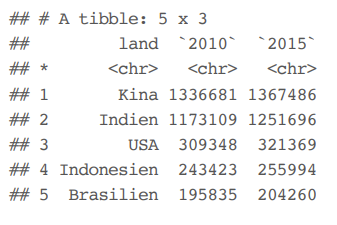 ## # A tibble: 5 x 3
## land `2010` `2015`
## * <chr> <chr> <chr>
## 1 Kina 1336681 1367486
## 2 Indien 1173109 1251696
## 3 USA 309348 321369
## 4 Indonesien 243423 255994
## 5 Brasilien 195835 204260